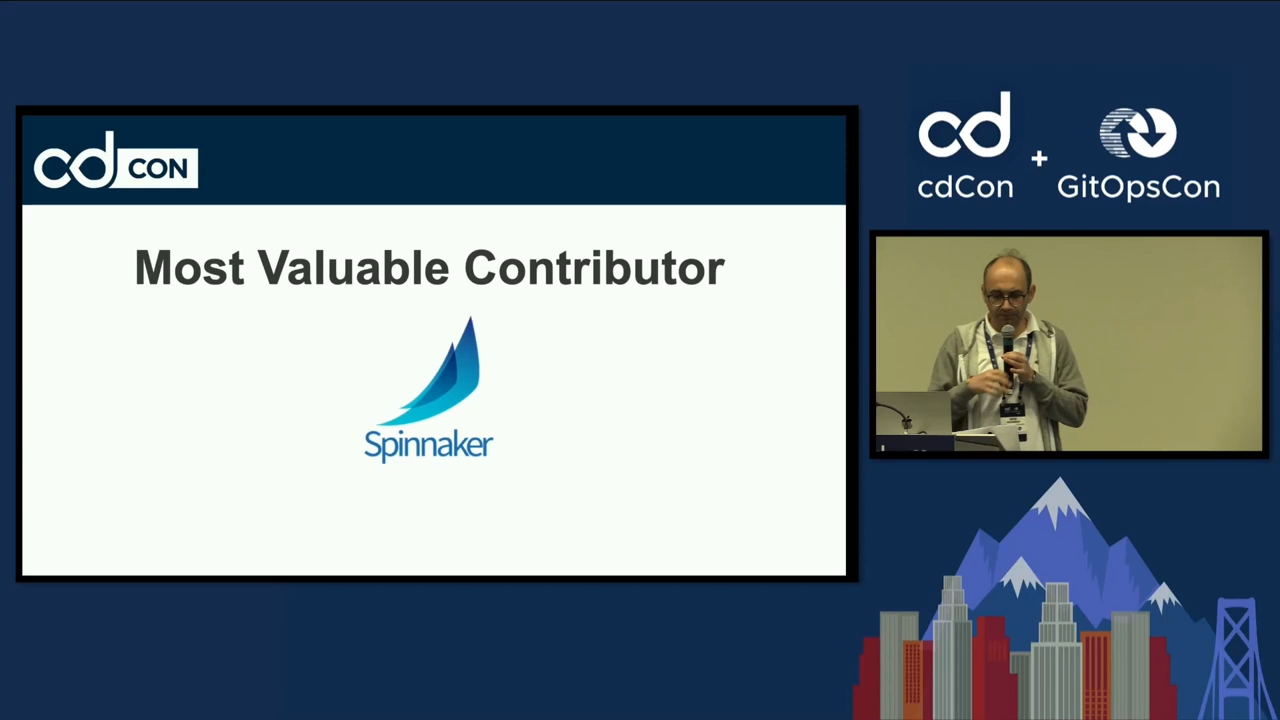 cd CON
Most Valuable Contributor
Spinnaker
cd + 
cdCon GitOpsCon